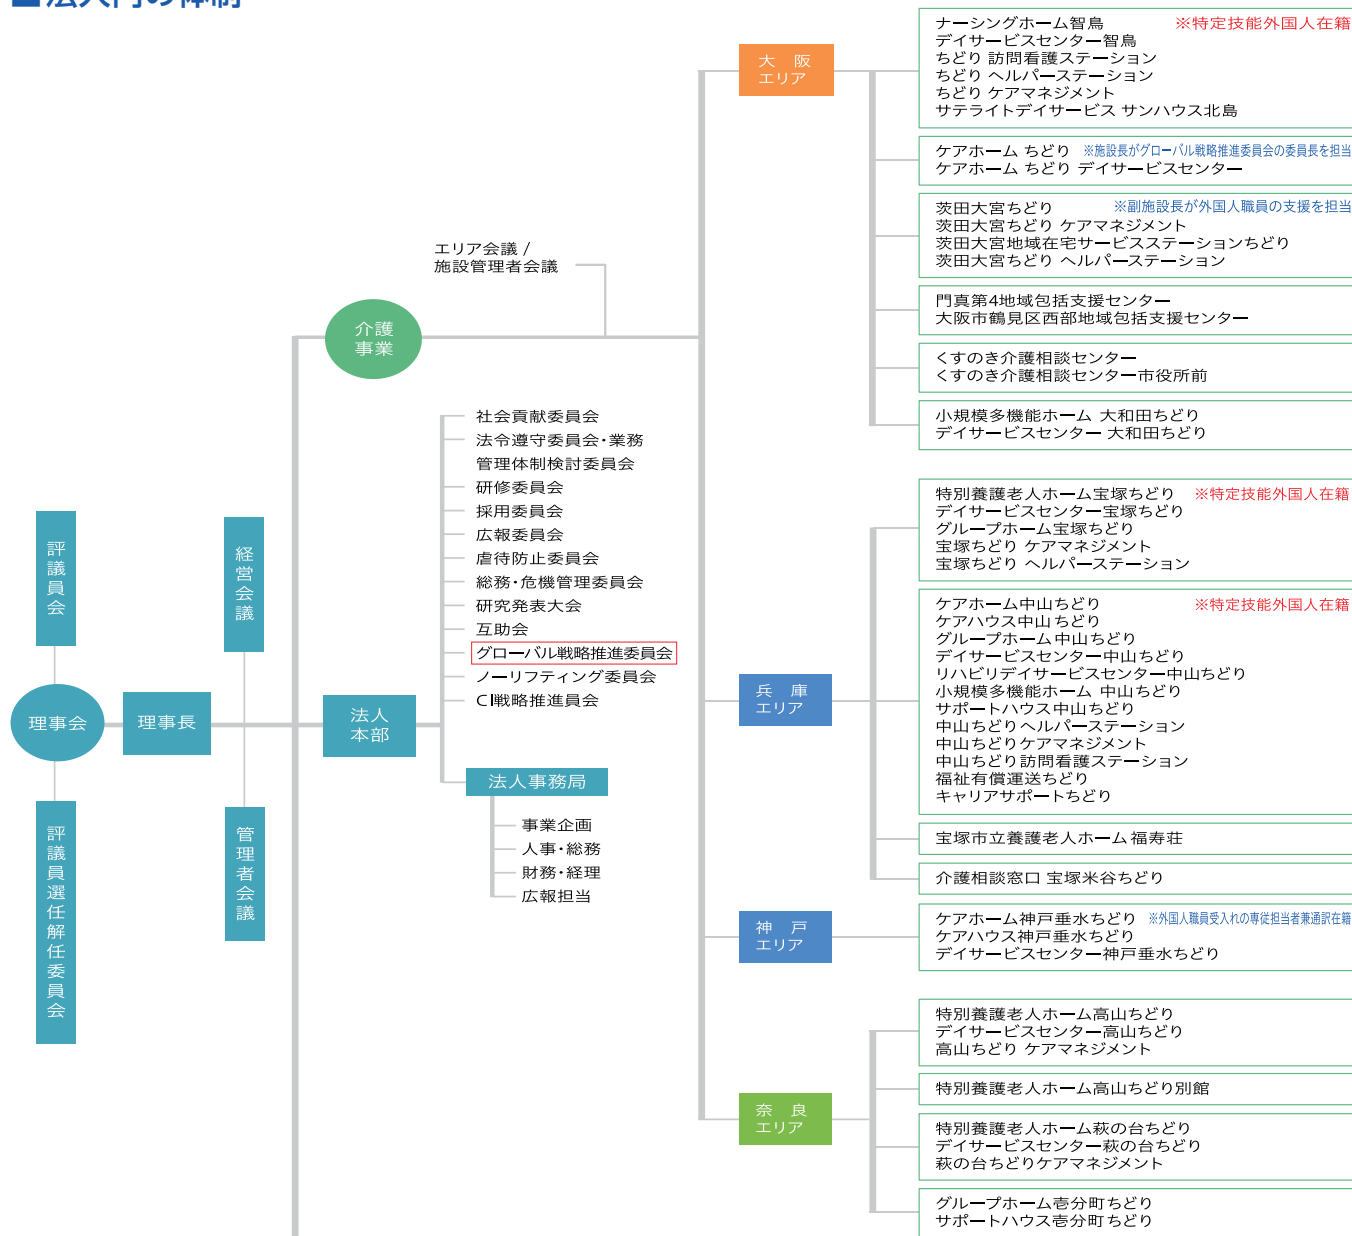 ■法人内の体制
評議員会
理事会
評議員選任解任委員会
理事長
経営会議
管理者会議
介護
事業
エリア会議 /
施設管理者会議
法人
本部
社会貢献委員会
法令遵守委員会・業務
管理体制検討委員会
研修委員会
採用委員会
広報委員会
虐待防止委員会
総務・危機管理委員会
研究発表大会
互助会
グローバル戦略推進委員会
ノーリフティング委員会
CI戦略推進員会
法人事務局
事業企画
人事・総務
財務・経理
広報担当
大 阪
エリア
ナーシングホーム智鳥 ※特定技能外国人在籍
デイサービスセンター智鳥
ちどり 訪問看護ステーション
ちどり ヘルパーステーション
ちどり ケアマネジメント
サテライトデイサービス サンハウス北島
ケアホーム ちどり ※施設長がグローバル戦略推進委員会の委員長を担当
ケアホーム ちどり デイサービスセンター
茨田大宮ちどり ※副施設長が外国人職員の支援を担当
茨田大宮ちどり ケアマネジメント
茨田大宮地域在宅サービスステーションちどり
茨田大宮ちどり ヘルパーステーション
門真第4地域包括支援センター
大阪市鶴見区西部地域包括支援センター
くすのき介護相談センター
くすのき介護相談センター市役所前
小規模多機能ホーム 大和田ちどり
デイサービスセンター 大和田ちどり
兵 庫
エリア
特別養護老人ホーム宝塚ちどり ※特定技能外国人在籍
デイサービスセンター宝塚ちどり
グループホーム宝塚ちどり
宝塚ちどり ケアマネジメント
宝塚ちどり ヘルパーステーション
ケアホーム中山ちどり ※特定技能外国人在籍
ケアハウス中山ちどり
グループホーム中山ちどり
デイサービスセンター中山ちどり
リハビリデイサービスセンター中山ちどり
小規模多機能ホーム 中山ちどり
サポートハウス中山ちどり
中山ちどりヘルパーステーション
中山ちどりケアマネジメント
中山ちどり訪問看護ステーション
福祉有償運送ちどり
キャリアサポートちどり
宝塚市立養護老人ホーム福寿荘
介護相談窓口 宝塚米谷ちどり
神 戸
エリア
ケアホーム神戸垂水ちどり ※外国人職員受入れの専従担当者兼通訳在籍
ケアハウス神戸垂水ちどり
デイサービスセンター神戸垂水ちどり
奈 良
エリア
特別養護老人ホーム高山ちどり
デイサービスセンター高山ちどり
高山ちどり ケアマネジメント
特別養護老人ホーム高山ちどり別館
特別養護老人ホーム萩の台ちどり
デイサービスセンター萩の台ちどり
萩の台ちどりケアマネジメント
グループホーム壱分町ちどり
サポートハウス壱分町ちどり